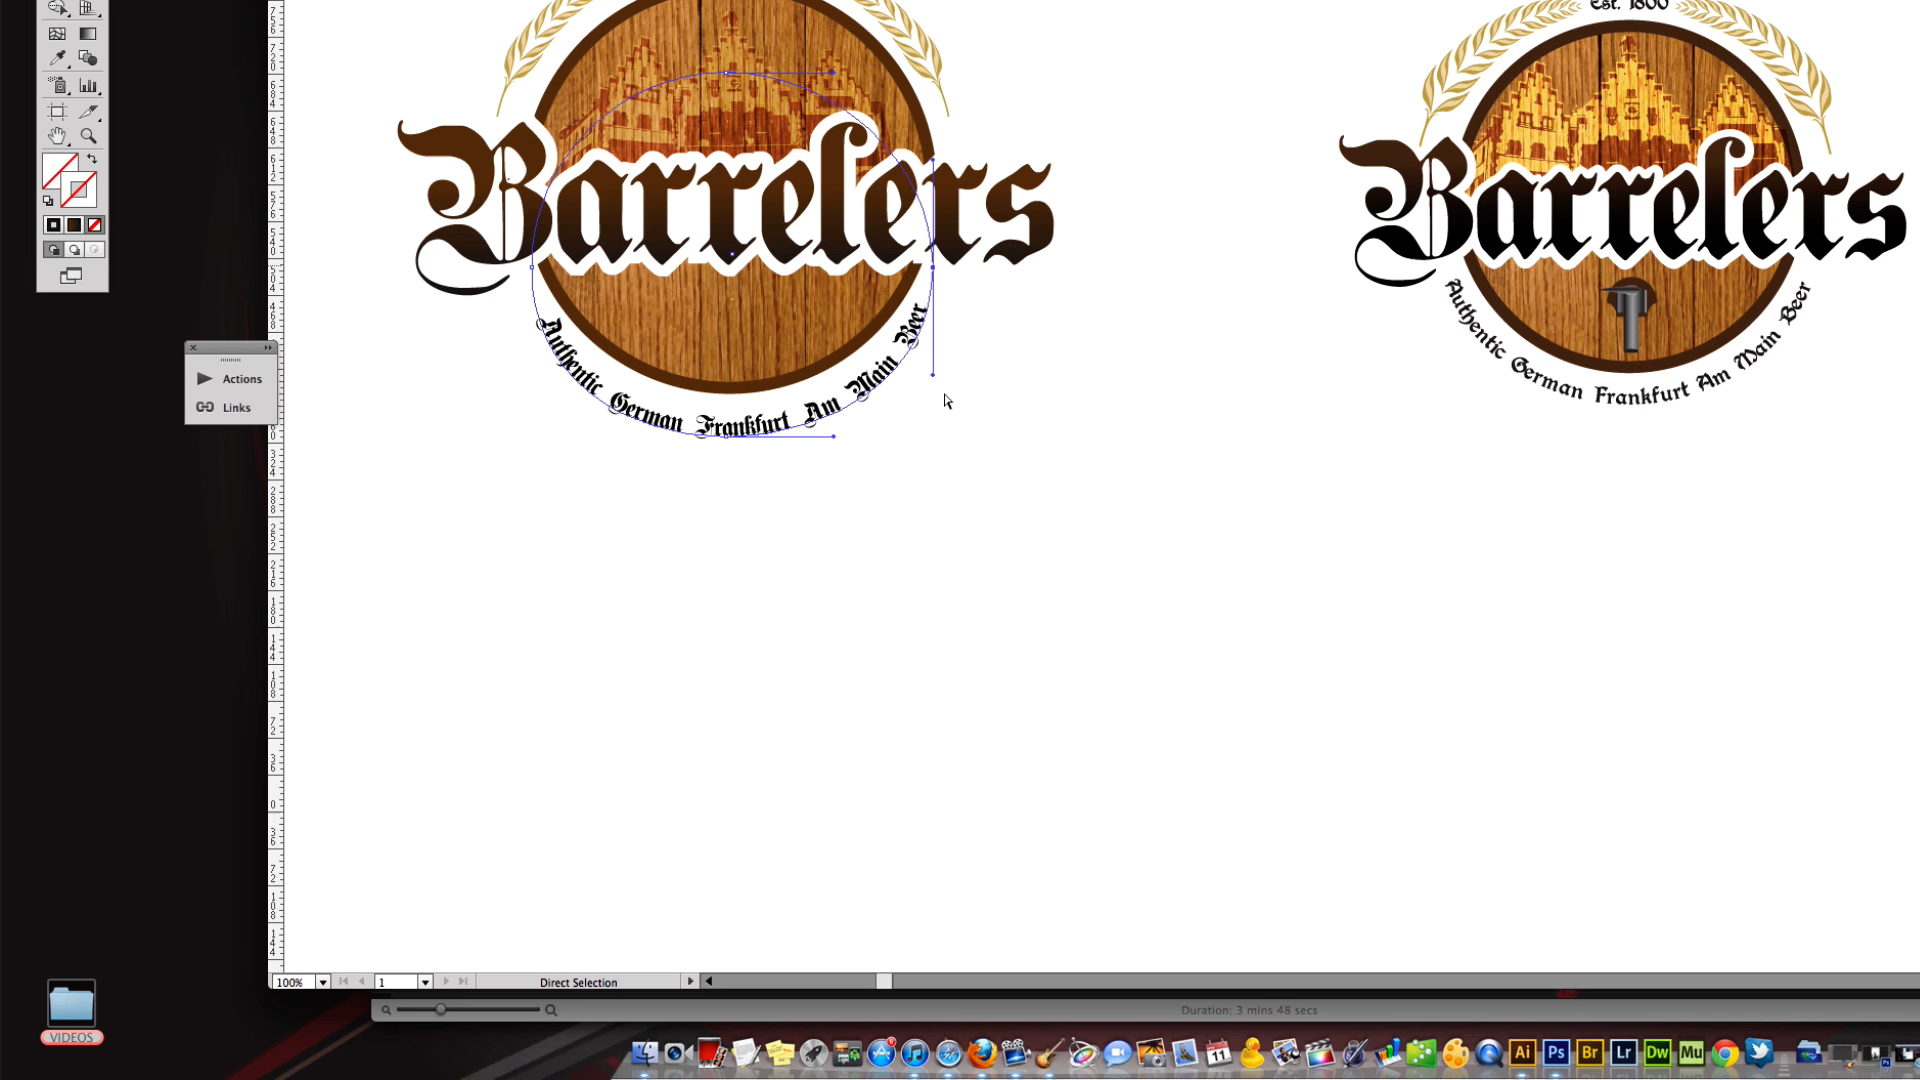 Est. 1800
Barrelers
Barrelers
Authentic German Frankfurt Am Main Beer
Authentic German Frankfurt Am Main Beer
Actions
Links
100%
1
Direct Selection
Duration: 3 mins 48 secs
VIDEOS
11
Ai
Ps
Br
Lr
Dw
Mu